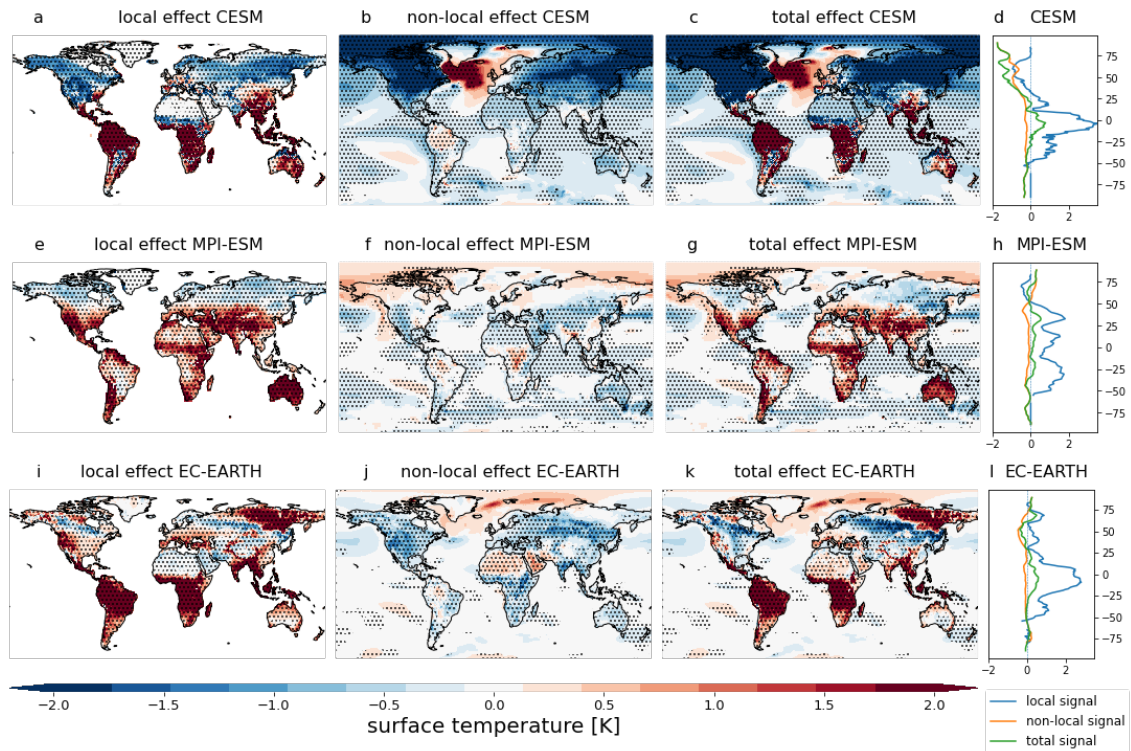 a local effect CESM b non-local effect CESM c total effect CESM d CESM
75
50
25
0
−25
−50
−75
−2 0 2
e local effect MPI-ESM f non-local effect MPI-ESM g total effect MPI-ESM h MPI-ESM
75
50
25
0
−25
−50
−75
−2 0 2
i local effect EC-EARTH j non-local effect EC-EARTH k total effect EC-EARTH l EC-EARTH
75
50
25
0
−25
−50
−75
−2 0 2
−2.0 −1.5 −1.0 −0.5 0.0 0.5 1.0 1.5 2.0
surface temperature [K]
local signal
non-local signal
total signal